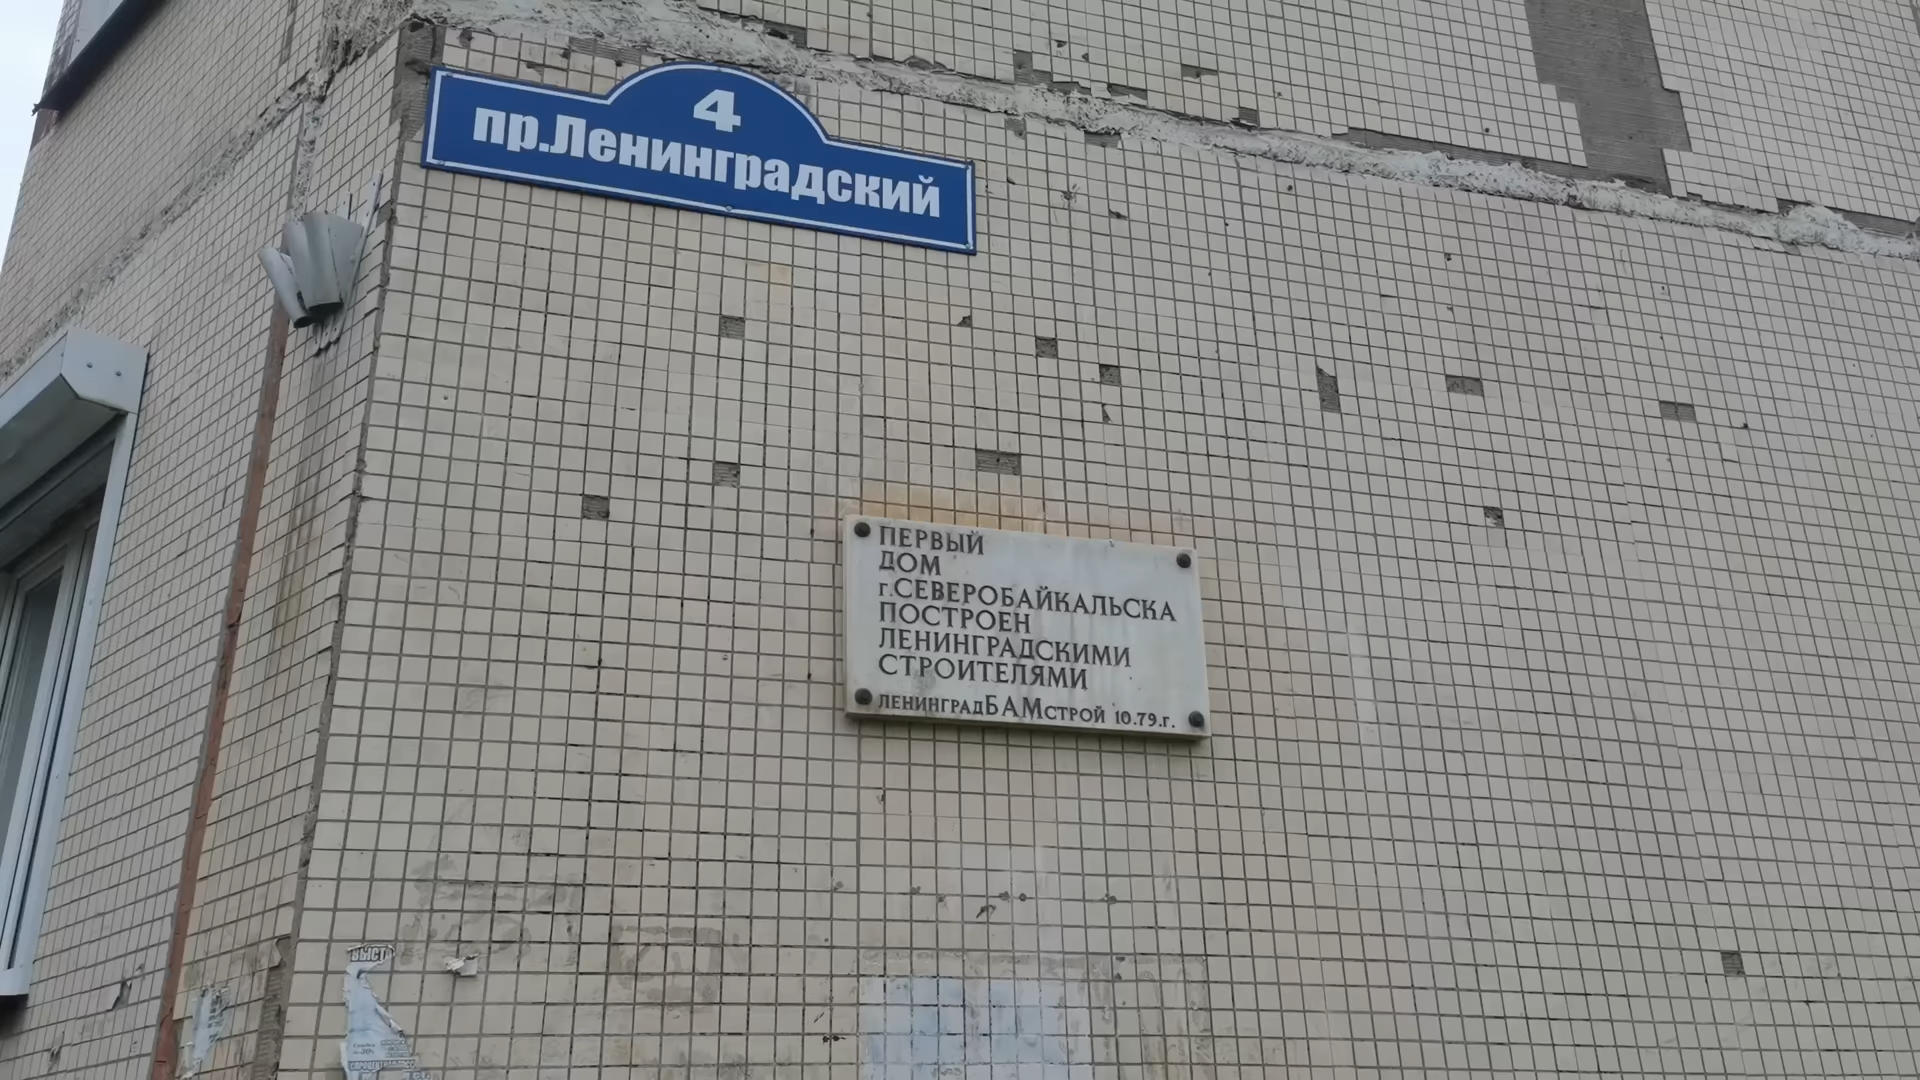 4
пр.Ленинградский
ПЕРВЫЙ
ДОМ
г.СЕВЕРОБАЙКАЛЬСКА
ПОСТРОЕН
ЛЕНИНГРАДСКИМИ
СТРОИТЕЛЯМИ
ЛЕНИНГРАДБАМСТРОЙ 10.79.г.